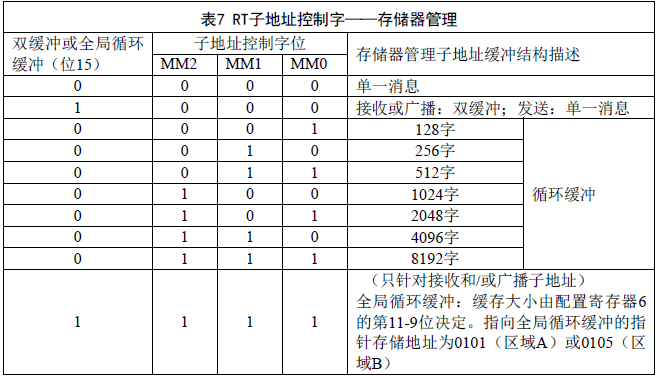 表7 RT子地址控制字——存储器管理
双缓冲或全局循环缓冲（位15） 子地址控制字位 存储器管理子地址缓冲结构描述
MM2 MM1 MM0
0 0 0 0 单一消息
1 0 0 0 接收或广播：双缓冲；发送：单一消息
0 0 0 1 128字 循环缓冲
0 0 1 0 256字
0 0 1 1 512字
0 1 0 0 1024字
0 1 0 1 2048字
0 1 1 0 4096字
0 1 1 1 8192字
1 1 1 1 （只针对接收和/或广播子地址）
全局循环缓冲：缓存大小由配置寄存器6
的第11-9位决定。指向全局循环缓冲的指
针存储地址为0101（区域A）或0105（区
域B）